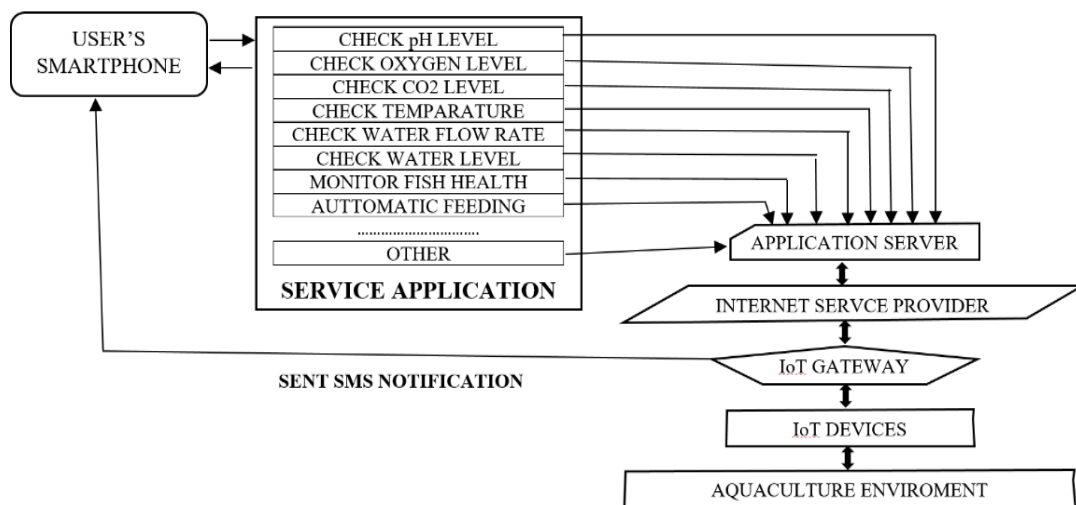 USER'S
SMARTPHONE
CHECK pH LEVEL
CHECK OXYGEN LEVEL
CHECK CO2 LEVEL
CHECK TEMPARATURE
CHECK WATER FLOW RATE
CHECK WATER LEVEL
MONITOR FISH HEALTH
AUTTOMATIC FEEDING
................................
OTHER
SERVICE APPLICATION
APPLICATION SERVER
INTERNET SERVCE PROVIDER
IoT GATEWAY
SENT SMS NOTIFICATION
IoT DEVICES
AQUACULTURE ENVIROMENT